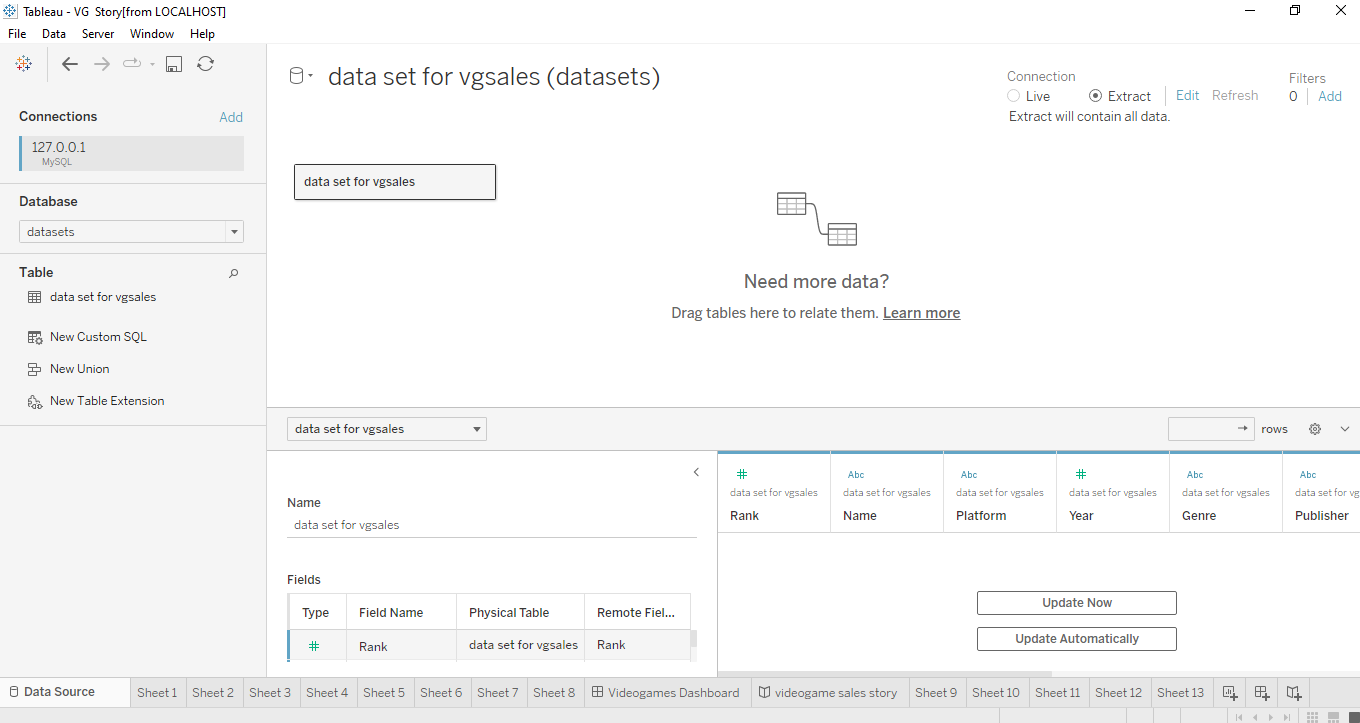 Tableau - VG Story[from LOCALHOST]
File Data Server Window Help
Connections Add
127.0.0.1
MySQL
Database
datasets
Table
data set for vgsales
New Custom SQL
New Union
New Table Extension
data set for vgsales (datasets)
Connection
Live Extract Edit Refresh
Extract will contain all data.
Filters
0 Add
data set for vgsales
Need more data?
Drag tables here to relate them. Learn more
data set for vgsales
rows
Name
data set for vgsales
Fields
Type Field Name Physical Table Remote Fiel...
Rank data set for vgsales Rank
Abc Abc Abc Abc
data set for vgsales data set for vgsales data set for vgsales data set for vgsales data set for vgsales data set for vg
Rank Name Platform Year Genre Publisher
Update Now
Update Automatically
Data Source Sheet 1 Sheet 2 Sheet 3 Sheet 4 Sheet 5 Sheet 6 Sheet 7 Sheet 8 Videogames Dashboard videogame sales story Sheet 9 Sheet 10 Sheet 11 Sheet 12 Sheet 13